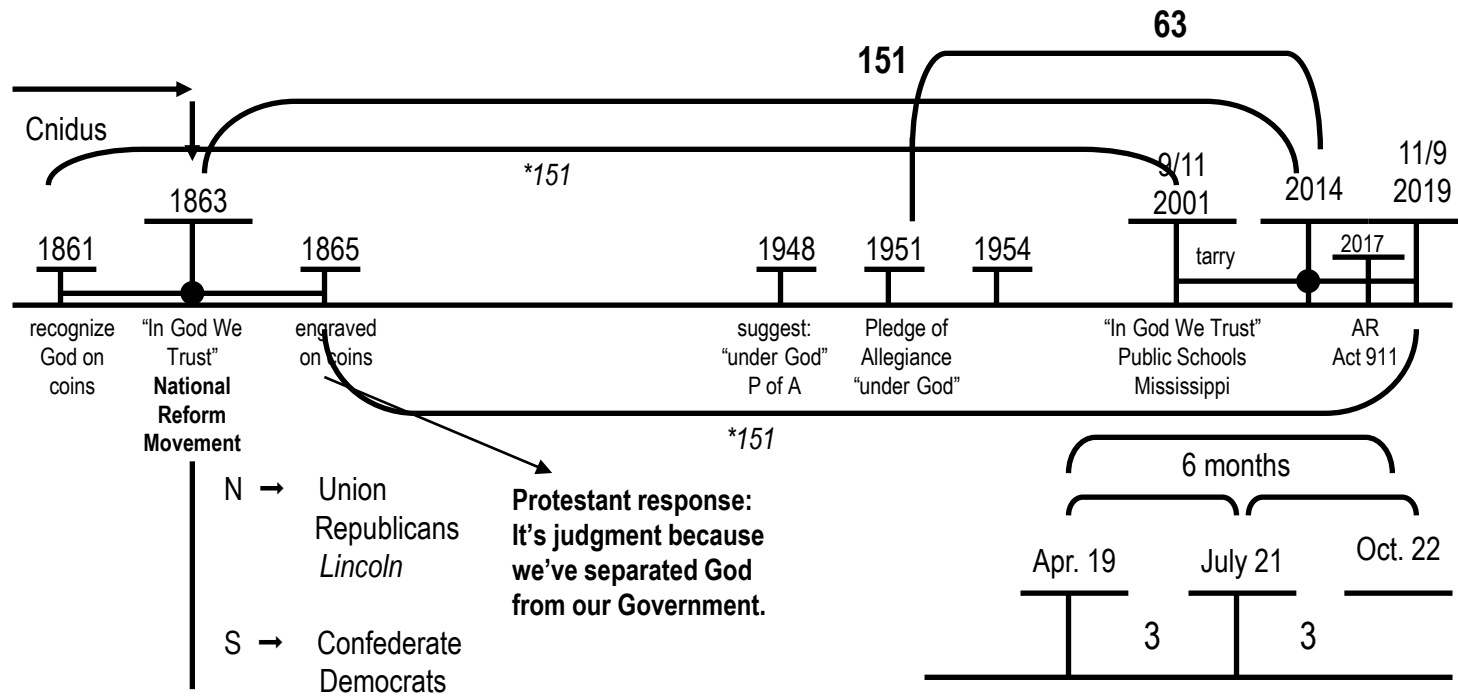 63
151
Cnidus
*151
9/11
2001
11/9
2019
2014
1863
1861
1865
1948
1951
1954
2017
tarry
recognize
God on
coins
“In God We
Trust”
National
Reform
Movement
engraved
on coins
suggest:
“under God”
P of A
Pledge of
Allegiance
“under God”
“In God We Trust”
Public Schools
Mississippi
AR
Act 911
*151
6 months
N → Union
Republicans
Lincoln
S → Confederate
Democrats
Protestant response:
It’s judgment because
we’ve separated God
from our Government.
Apr. 19
July 21
Oct. 22
3
3